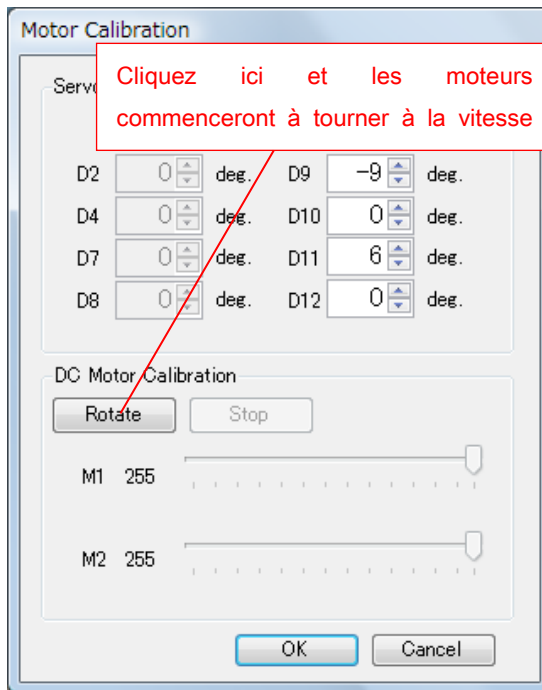 Motor Calibration
Cliquez ici et les moteurs
commenceront à tourner à la vitesse
D2 0 deg. D9 -9 deg.
D4 0 deg. D10 0 deg.
D7 0 deg. D11 6 deg.
D8 0 deg. D12 0 deg.
DC Motor Calibration
Rotate Stop
M1 255
M2 255
OK Cancel